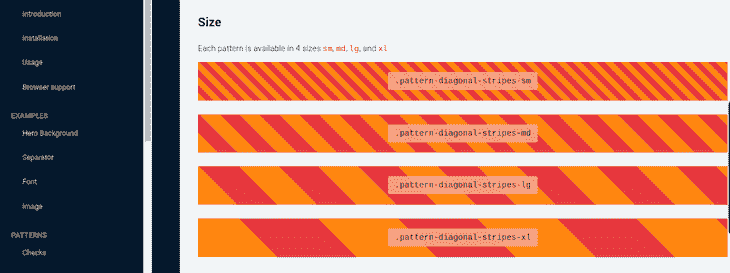 Introduction
Installation
Usage
Browser support
EXAMPLES
Hero Background
Separator
Font
Image
PATTERNS
Checks
Size
Each pattern is available in 4 sizes sm, md, lg, and xl
.pattern-diagonal-stripes-sm
.pattern-diagonal-stripes-md
.pattern-diagonal-stripes-lg
.pattern-diagonal-stripes-xl